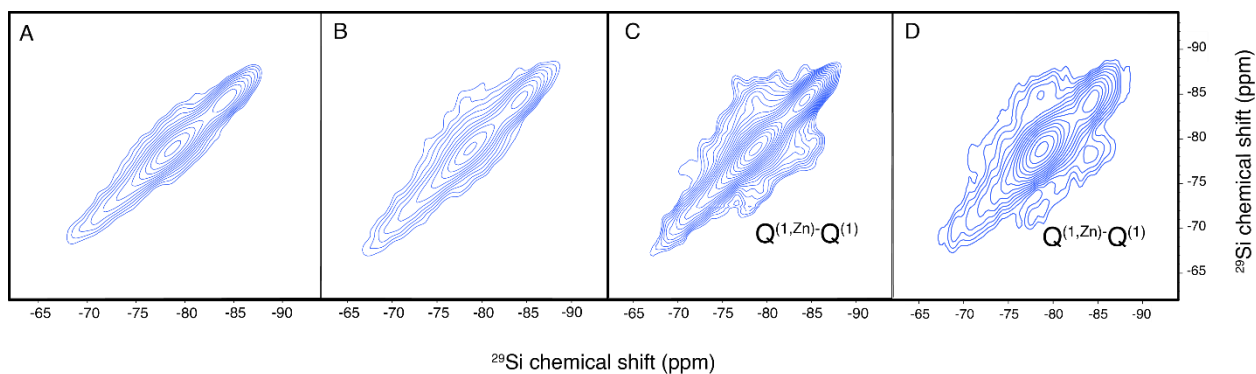 A
B
C
D
Q⁽¹,Zⁿ⁾-Q⁽¹⁾
Q⁽¹,Zⁿ⁾-Q⁽¹⁾
-90
-85
-80
-75
-70
-65
-65 -70 -75 -80 -85 -90
-65 -70 -75 -80 -85 -90
-65 -70 -75 -80 -85 -90
-65 -70 -75 -80 -85 -90
²⁹Si chemical shift (ppm)
²⁹Si chemical shift (ppm)